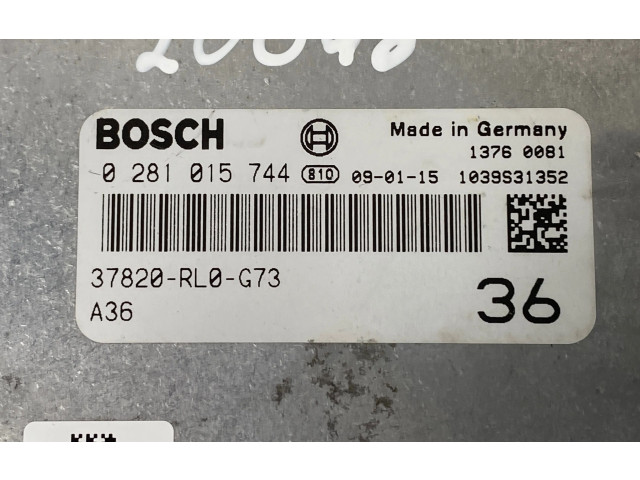 BOSCH Made in Germany
1376 0081
0 281 015 744 810 09-01-15 1039S31352
37820-RL0-G73
A36 36